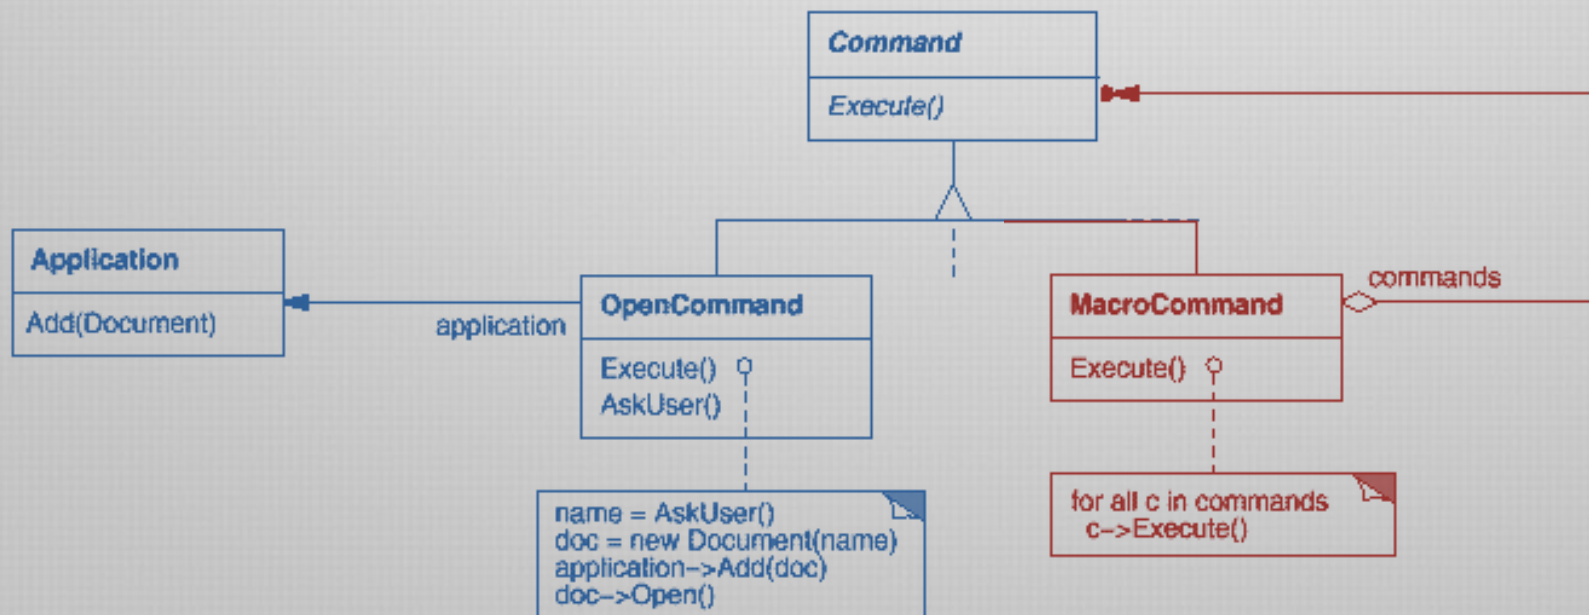 Command
Execute()
Application
Add(Document)
application
OpenCommand
Execute()
AskUser()
commands
MacroCommand
Execute()
name = AskUser()
doc = new Document(name)
application->Add(doc)
doc->Open()
for all c in commands
c->Execute()